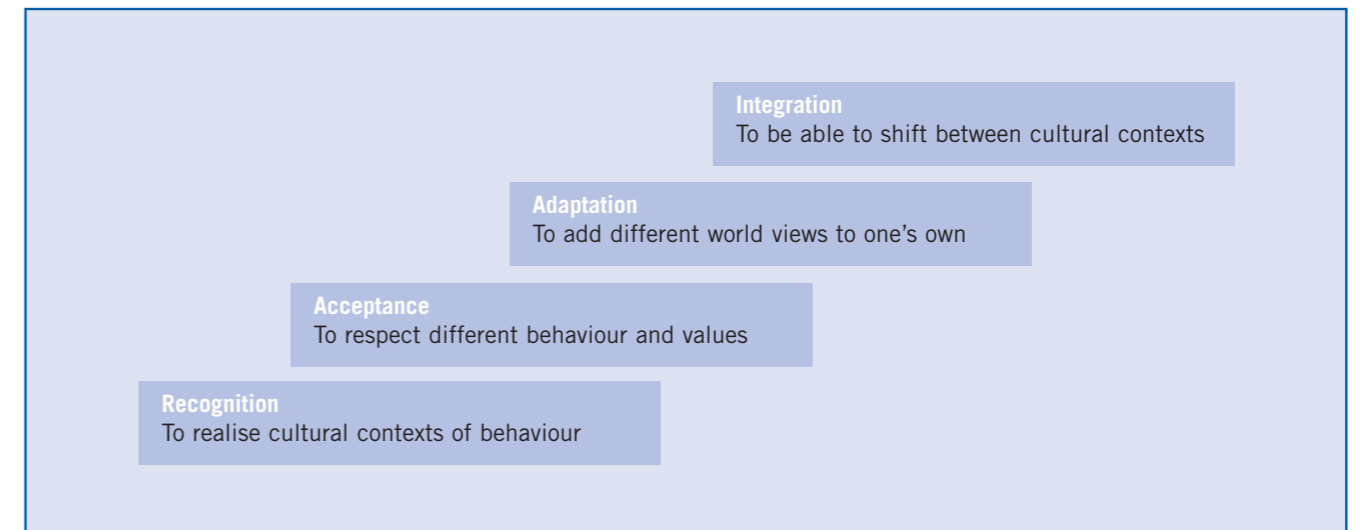 Integration
To be able to shift between cultural contexts
Adaptation
To add different world views to one's own
Acceptance
To respect different behaviour and values
Recognition
To realise cultural contexts of behaviour